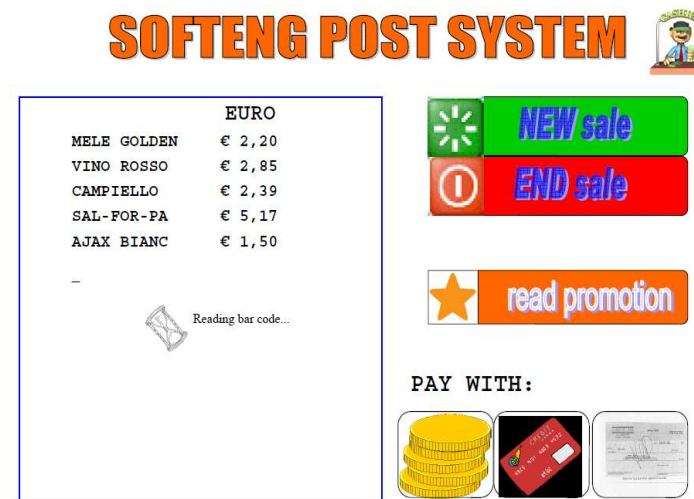 SOFTENG POST SYSTEM
EURO
MELE GOLDEN € 2,20
VINO ROSSO € 2,85
CAMPIELLO € 2,39
SAL-FOR-PA € 5,17
AJAX BIANC € 1,50
_
Reading bar code...
NEW sale
END sale
read promotion
PAY WITH:
CREDIT